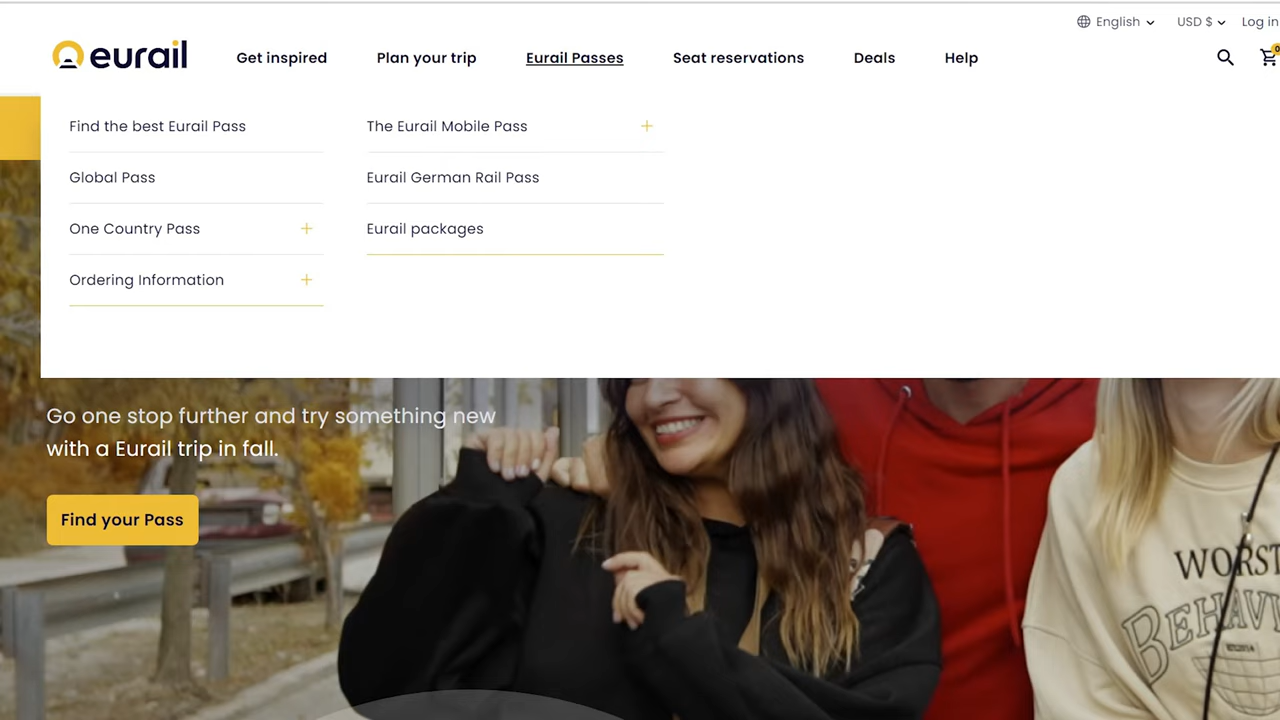 English
USD $
Log in
eurail
Get inspired
Plan your trip
Eurail Passes
Seat reservations
Deals
Help
0
Find the best Eurail Pass
The Eurail Mobile Pass
Global Pass
Eurail German Rail Pass
One Country Pass
Eurail packages
Ordering Information
Go one stop further and try something new
with a Eurail trip in fall.
Find your Pass
WORST
BEHAV